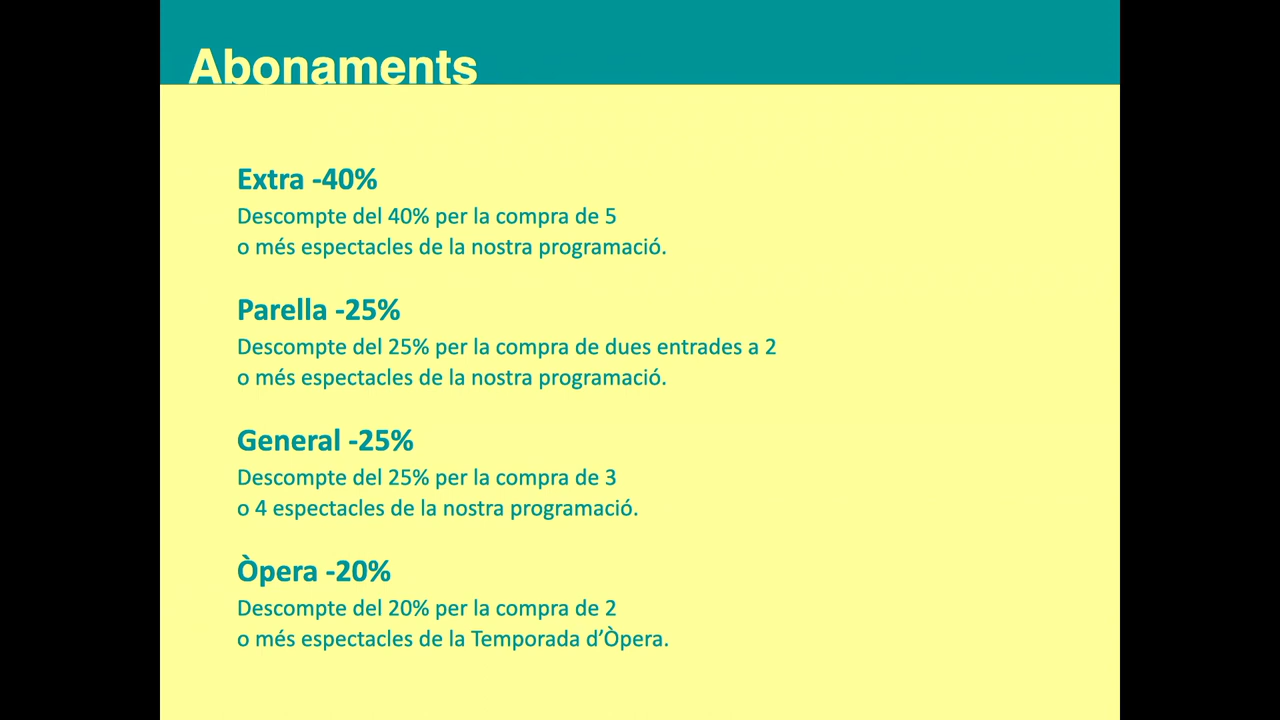 Abonaments
Extra -40%
Descompte del 40% per la compra de 5
o més espectacles de la nostra programació.
Parella -25%
Descompte del 25% per la compra de dues entrades a 2
o més espectacles de la nostra programació.
General -25%
Descompte del 25% per la compra de 3
o 4 espectacles de la nostra programació.
Òpera -20%
Descompte del 20% per la compra de 2
o més espectacles de la Temporada d’Òpera.